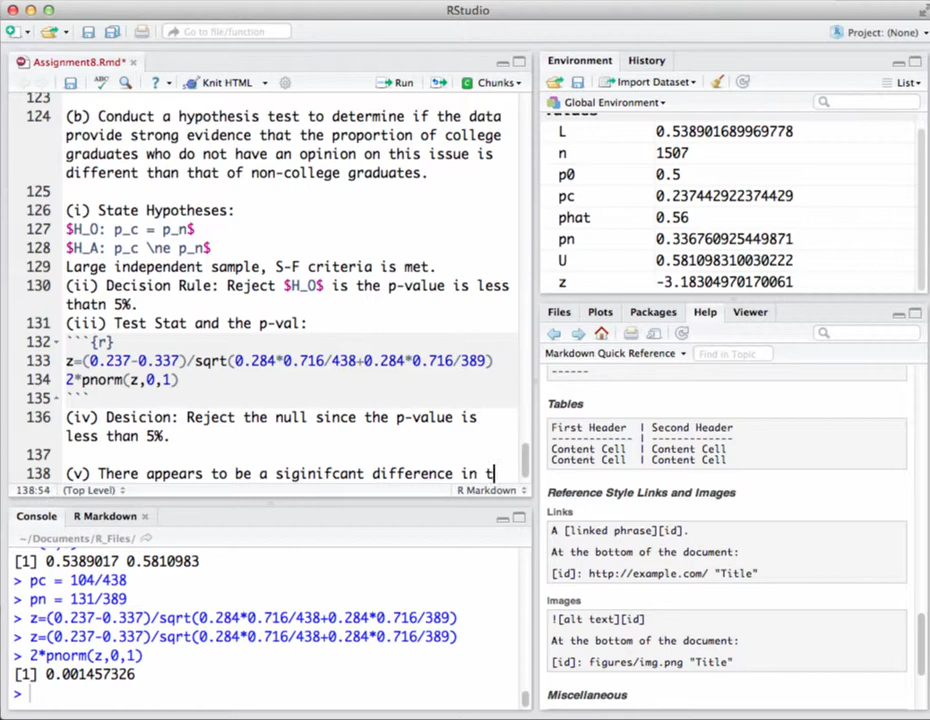 RStudio
Go to file/function
Project: (None)
Assignment8.Rmd*
ABC
Knit HTML
Run
Chunks
123
124 (b) Conduct a hypothesis test to determine if the data
provide strong evidence that the proportion of college
graduates who do not have an opinion on this issue is
different than that of non-college graduates.
125
126 (i) State Hypotheses:
127 $H_O: p_c = p_n$
128 $H_A: p_c \ne p_n$
129 Large independent sample, S-F criteria is met.
130 (ii) Decision Rule: Reject $H_O$ is the p-value is less
thatn 5%.
131 (iii) Test Stat and the p-val:
132 ```{r}
133 z=(0.237-0.337)/sqrt(0.284*0.716/438+0.284*0.716/389)
134 2*pnorm(z,0,1)
135 ```
136 (iv) Desicion: Reject the null since the p-value is
less than 5%.
137
138 (v) There appears to be a siginifcant difference in t
138:54 (Top Level) R Markdown
Console R Markdown
~/Documents/R_Files/
[1] 0.5389017 0.5810983
> pc = 104/438
> pn = 131/389
> z=(0.237-0.337)/sqrt(0.284*0.716/438+0.284*0.716/389)
> z=(0.237-0.337)/sqrt(0.284*0.716/438+0.284*0.716/389)
> 2*pnorm(z,0,1)
[1] 0.001457326
>
Environment History
Import Dataset
List
Global Environment
L 0.538901689969778
n 1507
p0 0.5
pc 0.237442922374429
phat 0.56
pn 0.336760925449871
U 0.581098310030222
z -3.18304970170061
Files Plots Packages Help Viewer
Markdown Quick Reference Find in Topic
------
Tables
First Header | Second Header
------------- | -------------
Content Cell | Content Cell
Content Cell | Content Cell
Reference Style Links and Images
Links
A [linked phrase][id].
At the bottom of the document:
[id]: http://example.com/ "Title"
Images
![alt text][id]
At the bottom of the document:
[id]: figures/img.png "Title"
Miscellaneous